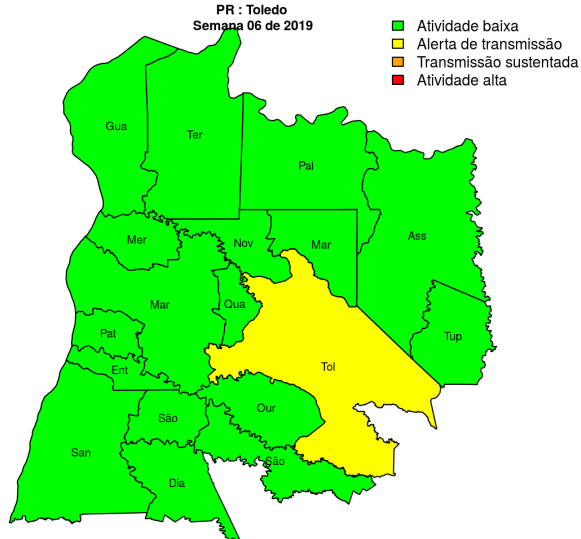 PR : Toledo
Semana 06 de 2019
Atividade baixa
Alerta de transmissão
Transmissão sustentada
Atividade alta
Gua
Ter
Pal
Mer
Nov
Mar
Ass
Mar
Qua
Pat
Tup
Ent
Tol
São
Our
San
São
Dia